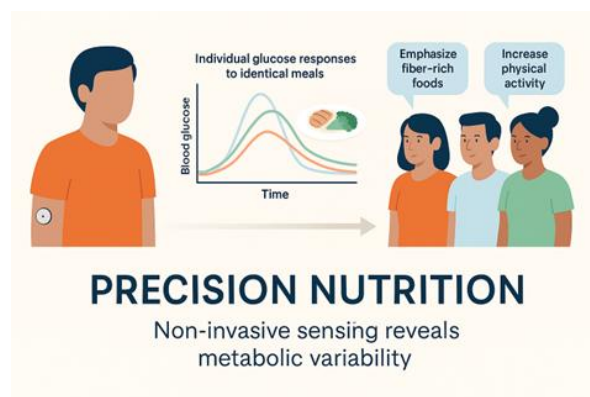 Individual glucose responses
to identical meals
Blood glucose
Time
Emphasize
fiber-rich
foods
Increase
physical
activity
PRECISION NUTRITION
Non-invasive sensing reveals
metabolic variability